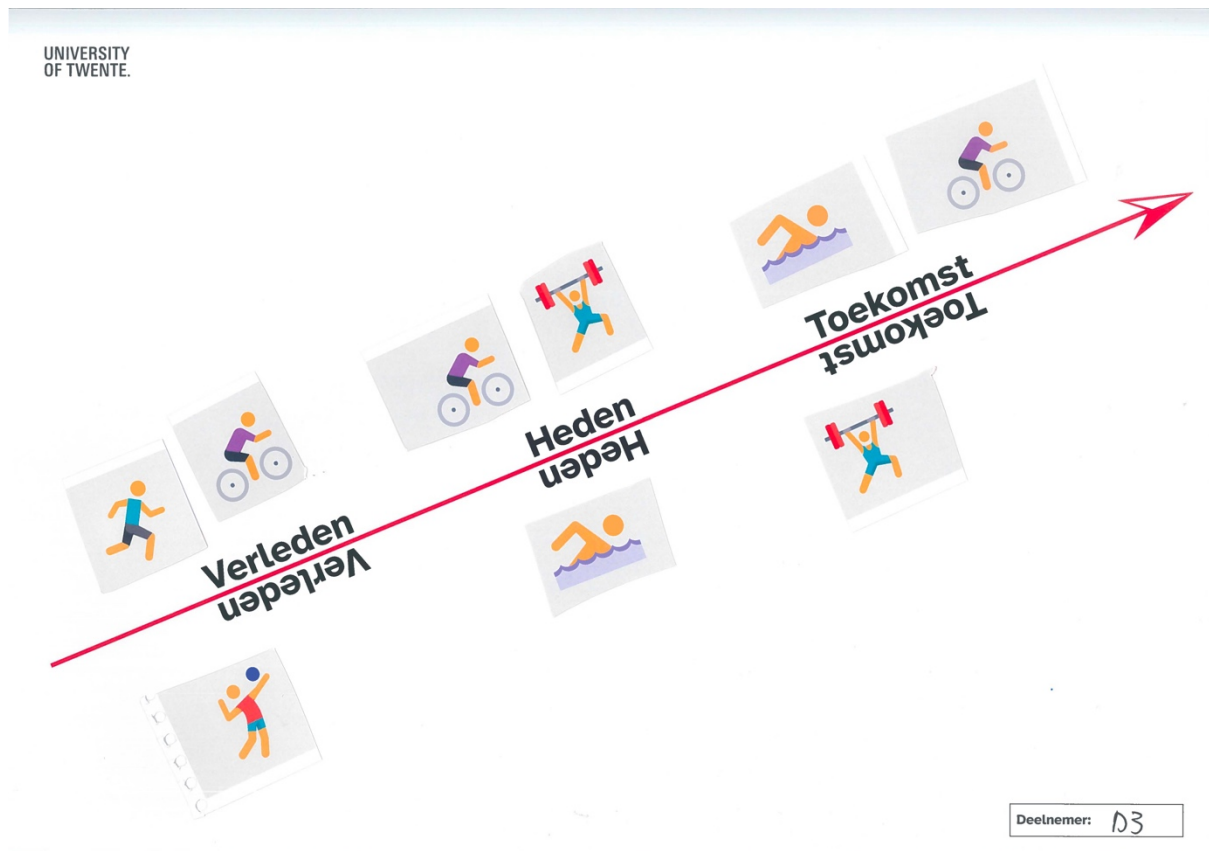 UNIVERSITY
OF TWENTE.
Toekomst
Toekomst
Heden
Heden
Verleden
Verleden
Deelnemer: D3